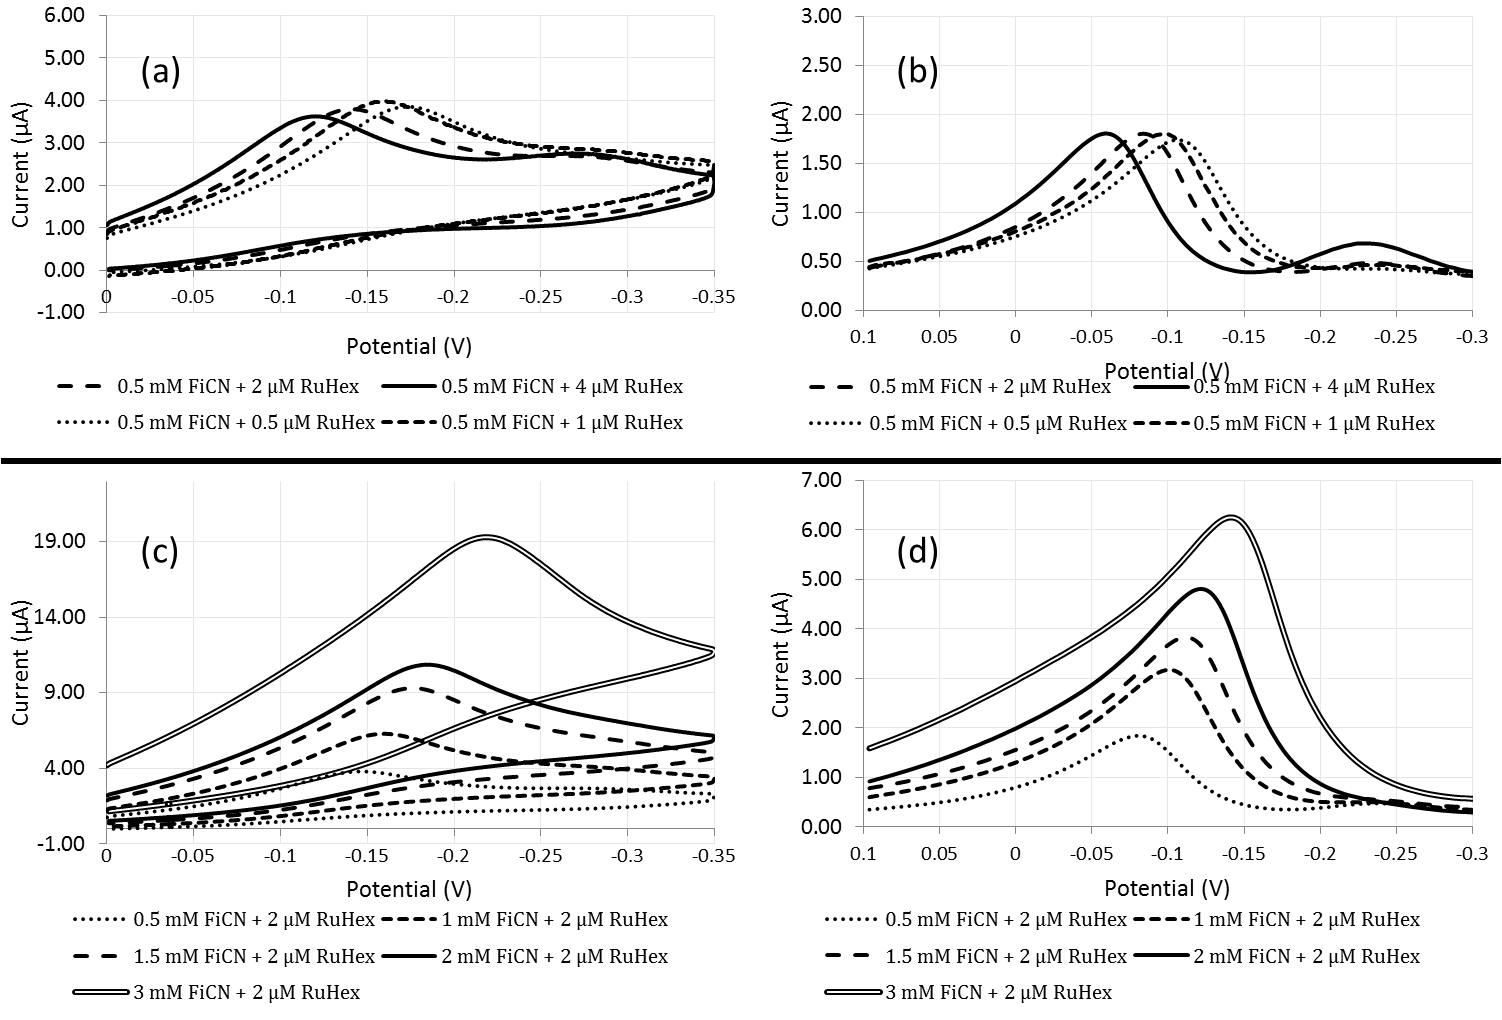 (a)
6.00
5.00
4.00
3.00
2.00
1.00
0.00
-1.00
Current (µA)
0 -0.05 -0.1 -0.15 -0.2 -0.25 -0.3 -0.35
Potential (V)
0.5 mM FiCN + 2 µM RuHex 0.5 mM FiCN + 4 µM RuHex
0.5 mM FiCN + 0.5 µM RuHex 0.5 mM FiCN + 1 µM RuHex
(b)
3.00
2.50
2.00
1.50
1.00
0.50
0.00
Current (µA)
0.1 0.05 0 -0.05 -0.1 -0.15 -0.2 -0.25 -0.3
Potential (V)
0.5 mM FiCN + 2 µM RuHex 0.5 mM FiCN + 4 µM RuHex
0.5 mM FiCN + 0.5 µM RuHex 0.5 mM FiCN + 1 µM RuHex
(c)
19.00
14.00
9.00
4.00
-1.00
Current (µA)
0 -0.05 -0.1 -0.15 -0.2 -0.25 -0.3 -0.35
Potential (V)
0.5 mM FiCN + 2 µM RuHex 1 mM FiCN + 2 µM RuHex
1.5 mM FiCN + 2 µM RuHex 2 mM FiCN + 2 µM RuHex
3 mM FiCN + 2 µM RuHex
(d)
7.00
6.00
5.00
4.00
3.00
2.00
1.00
0.00
Current (µA)
0.1 0.05 0 -0.05 -0.1 -0.15 -0.2 -0.25 -0.3
Potential (V)
0.5 mM FiCN + 2 µM RuHex 1 mM FiCN + 2 µM RuHex
1.5 mM FiCN + 2 µM RuHex 2 mM FiCN + 2 µM RuHex
3 mM FiCN + 2 µM RuHex